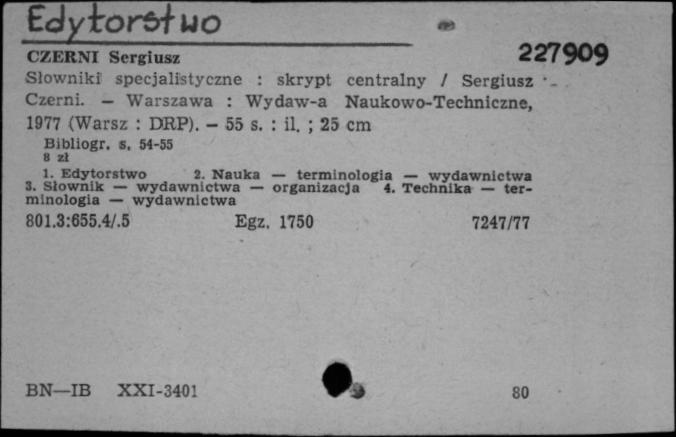 Edytorstwo
CZERNI Sergiusz
227909
Słowniki specjalistyczne : skrypt centralny / Sergiusz
Czerni. — Warszawa : Wydaw-a Naukowo-Techniczne,
1977 (Warsz : DRP). — 55 s. : il. ; 25 cm
Bibliogr. s. 54-55
8 zł
1. Edytorstwo 2. Nauka — terminologia — wydawnictwa
3. Słownik — wydawnictwa — organizacja 4. Technika — ter-
minologia — wydawnictwa
801.3:655.4/.5 Egz. 1750 7247/77
BN—IB XXI-3401 80